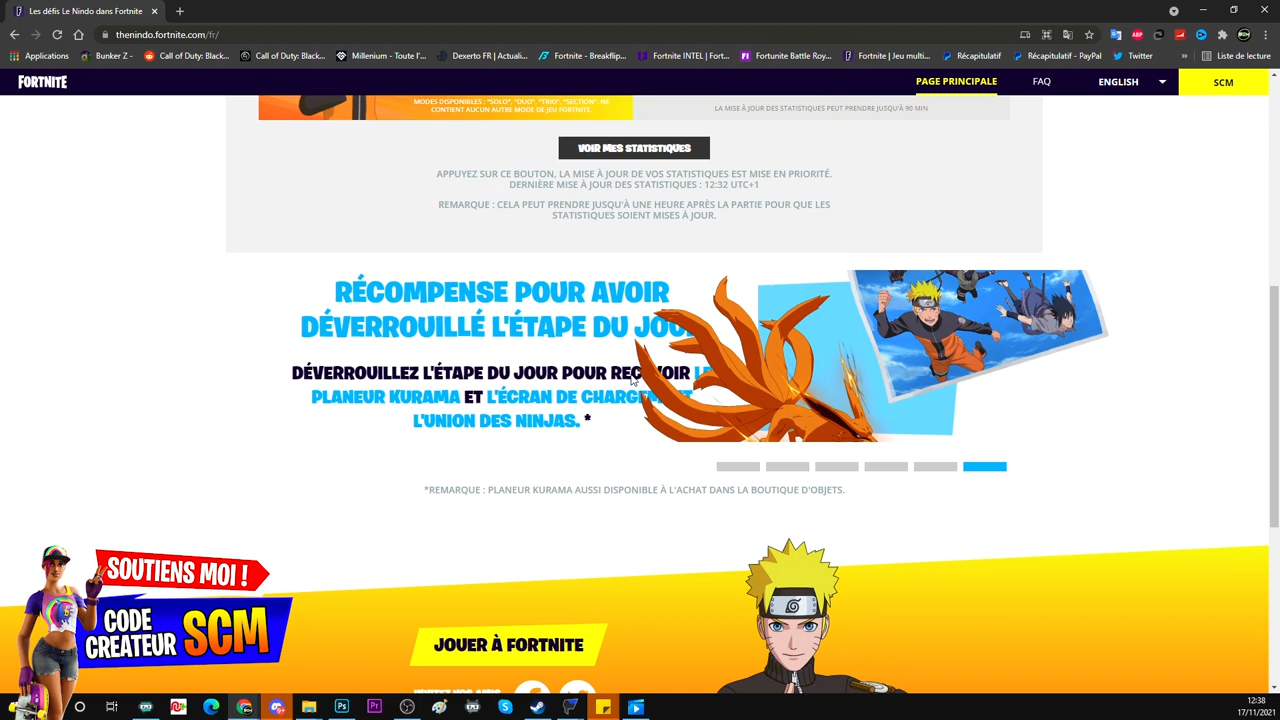 Les défis Le Nindo dans Fortnite
thenindo.com/fr/
Applications
Bunker Z -
Call of Duty: Black...
Call of Duty: Black...
Millenium - Toute l'...
Dexerto FR | Actuali...
Fortnite - Breakflip...
Fortnite INTEL | Fort...
Fortunite Battle Roy...
Fortnite | Jeu multi...
Récapitulatif
Récapitulatif - PayPal
Twitter
»
Liste de lecture
FORTNITE
PAGE PRINCIPALE
FAQ
ENGLISH
SCM
MODES DISPONIBLES : "SOLO", "DUO", "TRIO", "SECTION". NE
CONTIENT AUCUN AUTRE MODE DE JEU FORTNITE.
LA MISE À JOUR DES STATISTIQUES PEUT PRENDRE JUSQU'À 90 MIN
VOIR MES STATISTIQUES
APPUYEZ SUR CE BOUTON, LA MISE À JOUR DE VOS STATISTIQUES EST MISE EN PRIORITÉ.
DERNIÈRE MISE À JOUR DES STATISTIQUES : 12:32 UTC+1
REMARQUE : CELA PEUT PRENDRE JUSQU'À UNE HEURE APRÈS LA PARTIE POUR QUE LES
STATISTIQUES SOIENT MISES À JOUR.
RÉCOMPENSE POUR AVOIR
DÉVERROUILLÉ L'ÉTAPE DU JOUR
DÉVERROUILLEZ L'ÉTAPE DU JOUR POUR RECEVOIR LE
PLANEUR KURAMA ET L'ÉCRAN DE CHARGEMENT
L'UNION DES NINJAS. *
*REMARQUE : PLANEUR KURAMA AUSSI DISPONIBLE À L'ACHAT DANS LA BOUTIQUE D'OBJETS.
SOUTIENS MOI !
CODE
CREATEUR SCM
JOUER À FORTNITE
INVITEZ VOS AMIS
12:38
17/11/2021